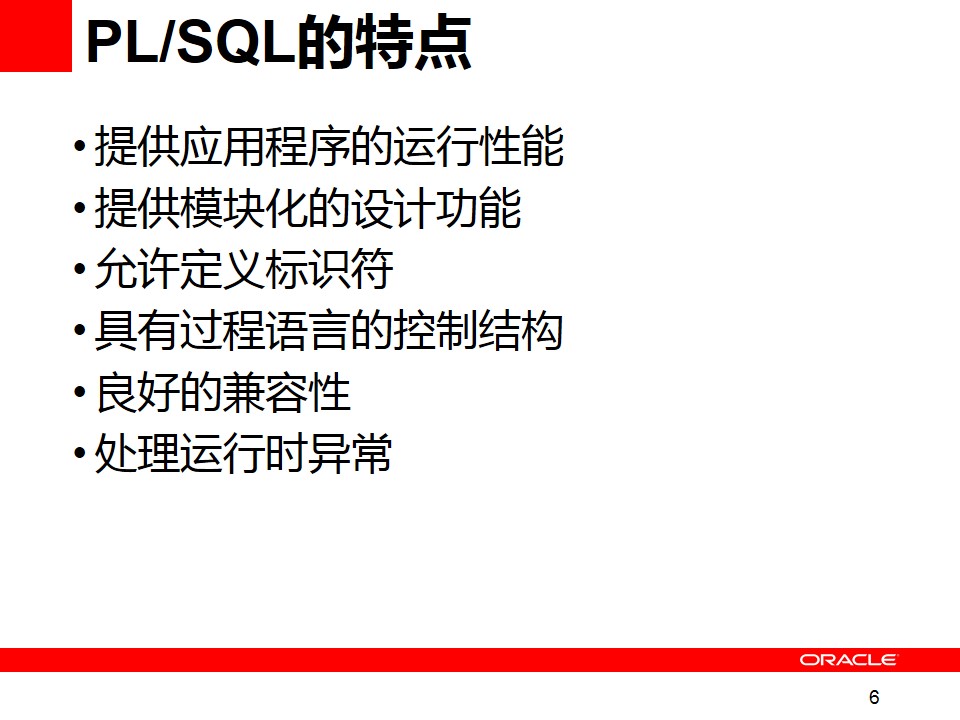 PL/SQL的特点
•提供应用程序的运行性能
•提供模块化的设计功能
•允许定义标识符
•具有过程语言的控制结构
•良好的兼容性
•处理运行时异常
ORACLE
6